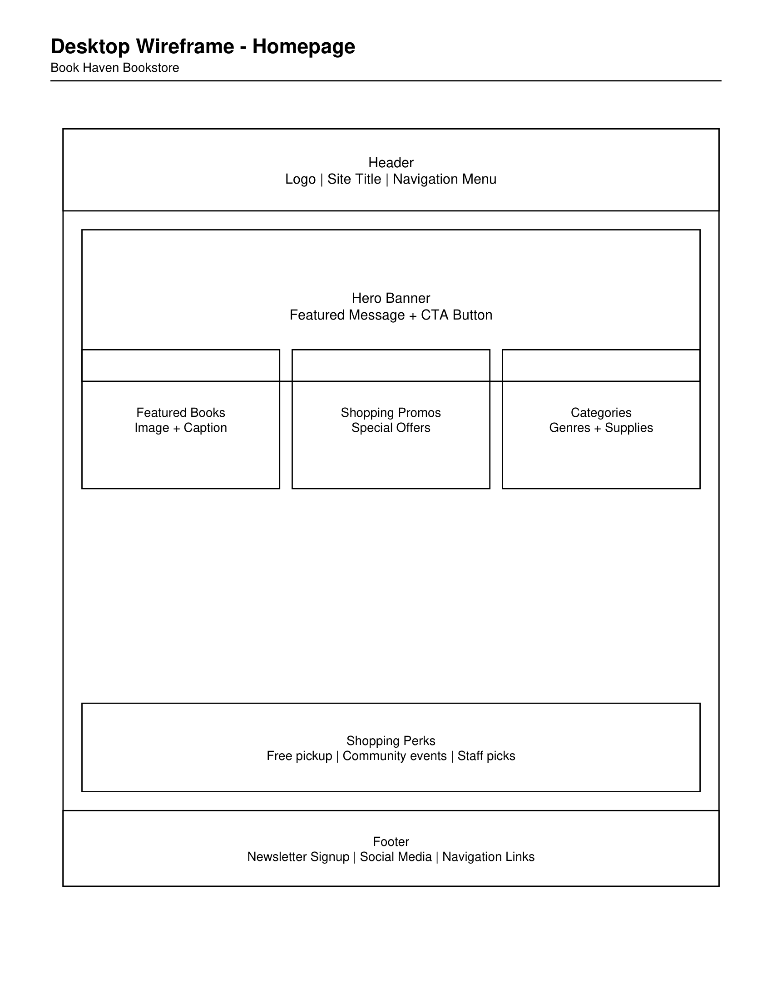 Desktop Wireframe - Homepage
Book Haven Bookstore
Header
Logo | Site Title | Navigation Menu
Hero Banner
Featured Message + CTA Button
Featured Books
Image + Caption
Shopping Promos
Special Offers
Categories
Genres + Supplies
Shopping Perks
Free pickup | Community events | Staff picks
Footer
Newsletter Signup | Social Media | Navigation Links